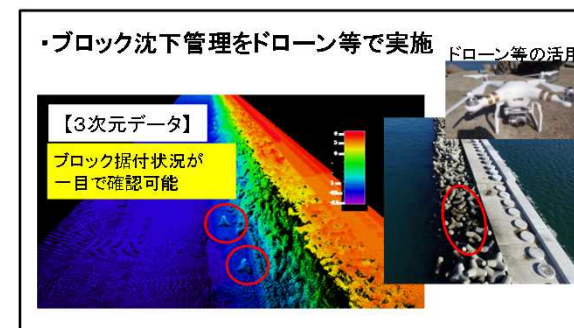 ・ブロック沈下管理をドローン等で実施
ドローン等の活用
【3次元データ】
ブロック据付状況が
一目で確認可能